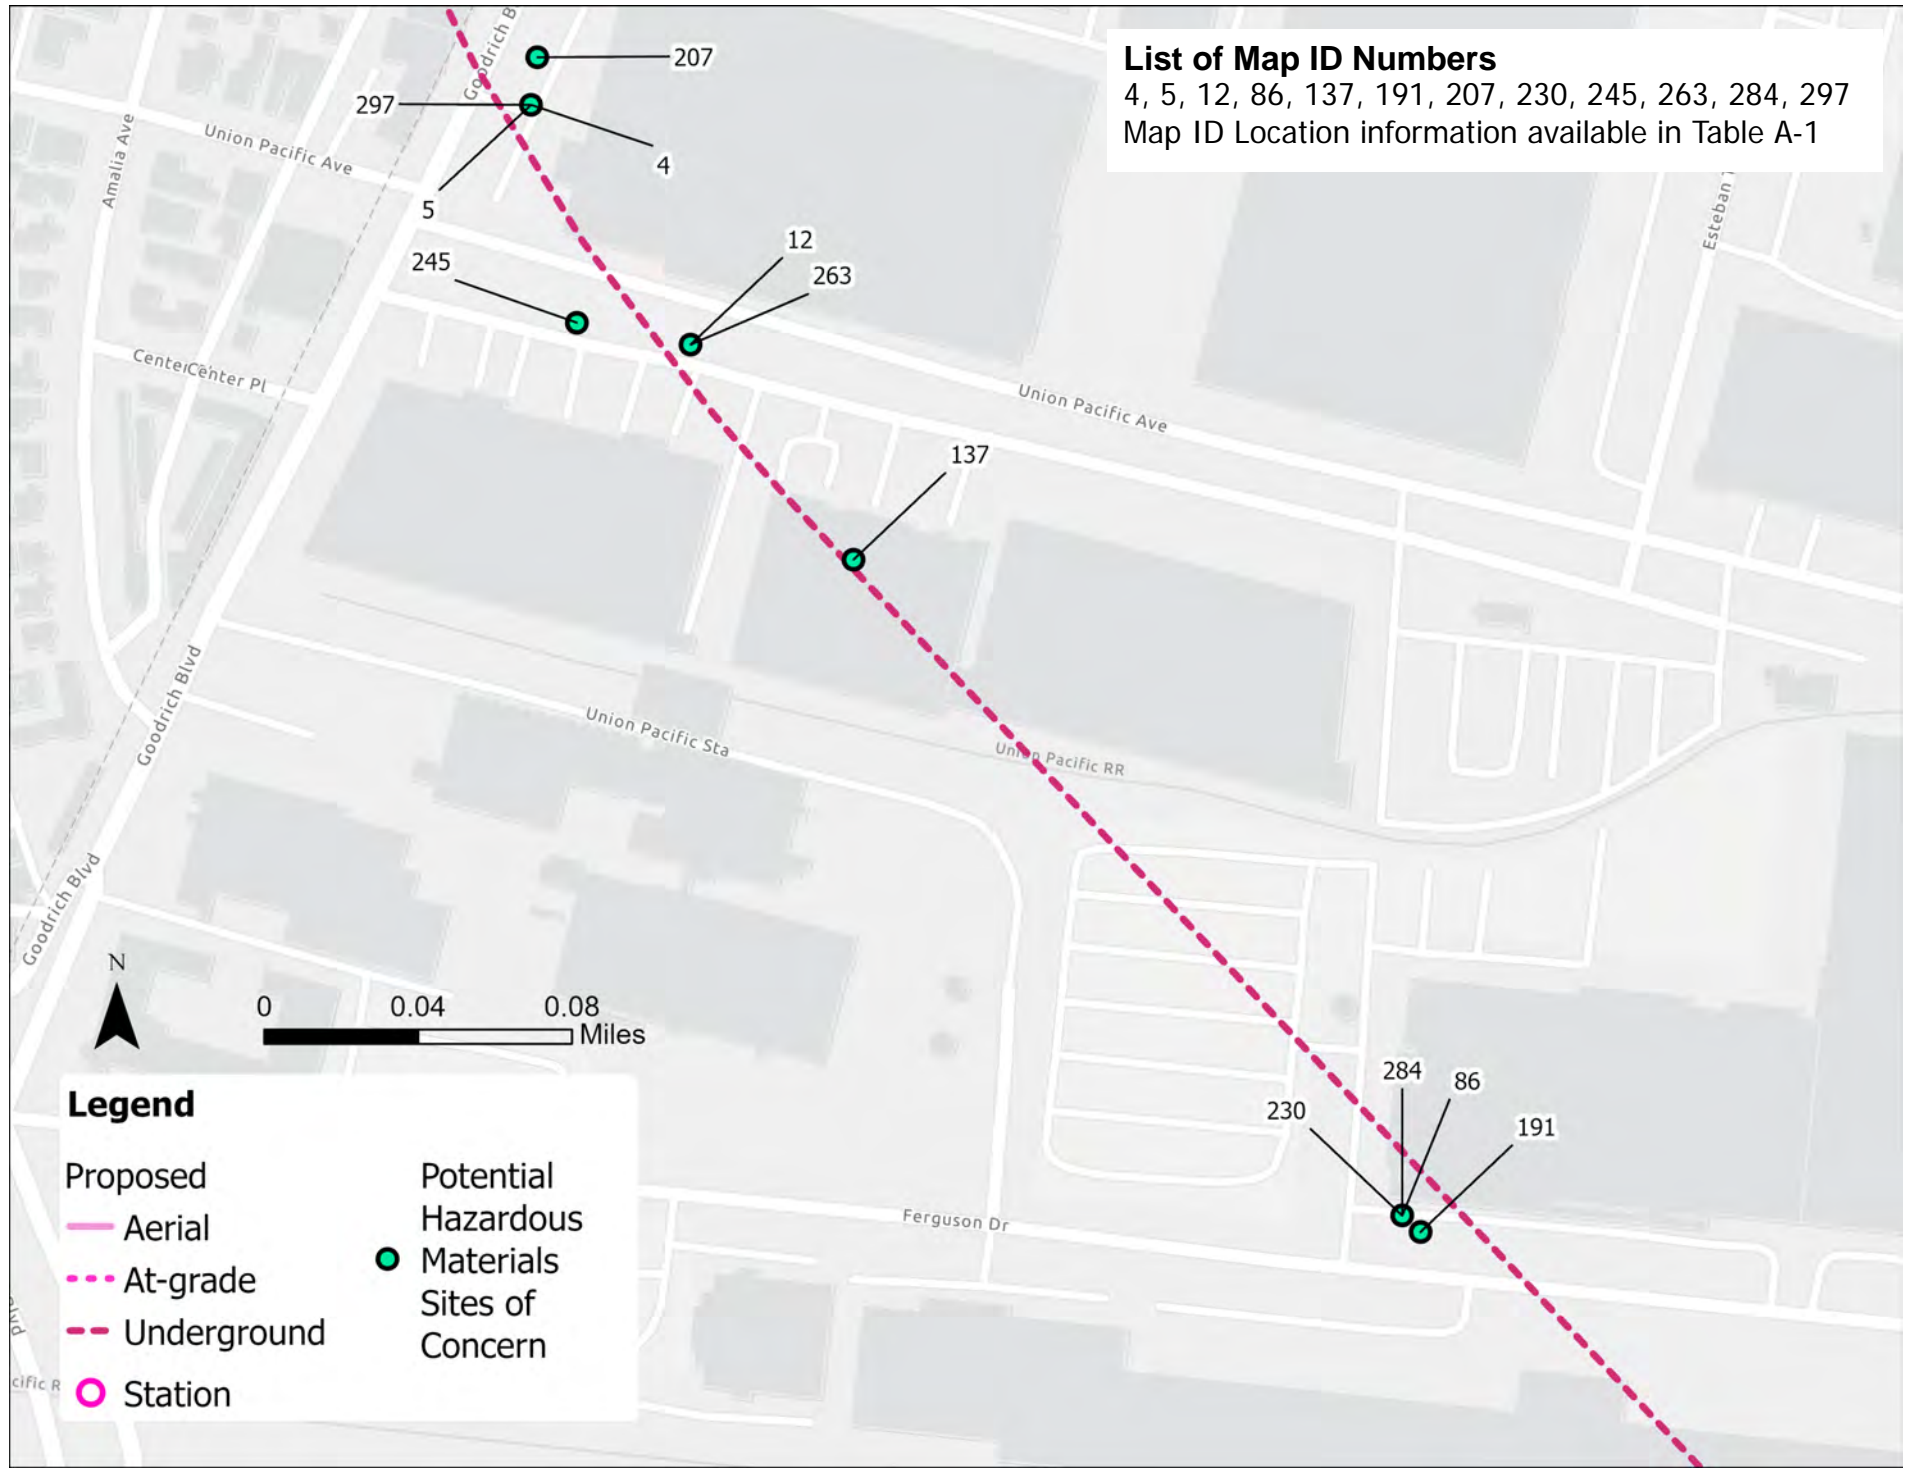 List of Map ID Numbers
4, 5, 12, 86, 137, 191, 207, 230, 245, 263, 284, 297
Map ID Location information available in Table A-1
Goodrich B
207
297
4
5
Amalia Ave
Union Pacific Ave
Esteban
12
263
245
Center Pl
Union Pacific Ave
137
Goodrich Blvd
Union Pacific Sta
Union Pacific RR
Goodrich Blvd
N
0 0.04 0.08
Miles
284
86
230
191
Ferguson Dr
Legend
Proposed
Aerial
At-grade
Underground
Station
Potential
Hazardous
Materials
Sites of
Concern
lvd
cific R